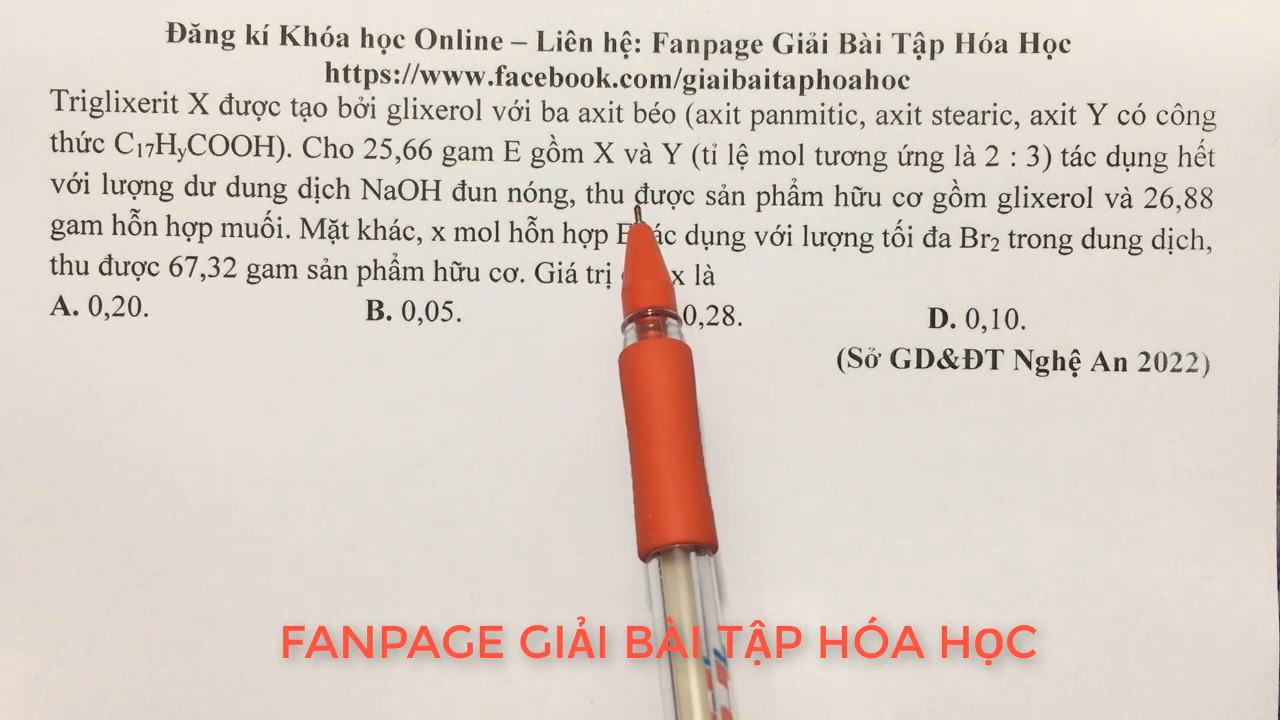 Đăng kí Khóa học Online – Liên hệ: Fanpage Giải Bài Tập Hóa Học
https://www.facebook.com/giaibaitaphoahoc
Triglixerit X được tạo bởi glixerol với ba axit béo (axit panmitic, axit stearic, axit Y có công
thức C₁₇HᵧCOOH). Cho 25,66 gam E gồm X và Y (tỉ lệ mol tương ứng là 2 : 3) tác dụng hết
với lượng dư dung dịch NaOH đun nóng, thu được sản phẩm hữu cơ gồm glixerol và 26,88
gam hỗn hợp muối. Mặt khác, x mol hỗn hợp E dụng với lượng tối đa Br₂ trong dung dịch,
thu được 67,32 gam sản phẩm hữu cơ. Giá trị x là
A. 0,20. B. 0,05. 0,28. D. 0,10.
(Sở GD&ĐT Nghệ An 2022)
FANPAGE GIẢI BÀI TẬP HÓA HỌC